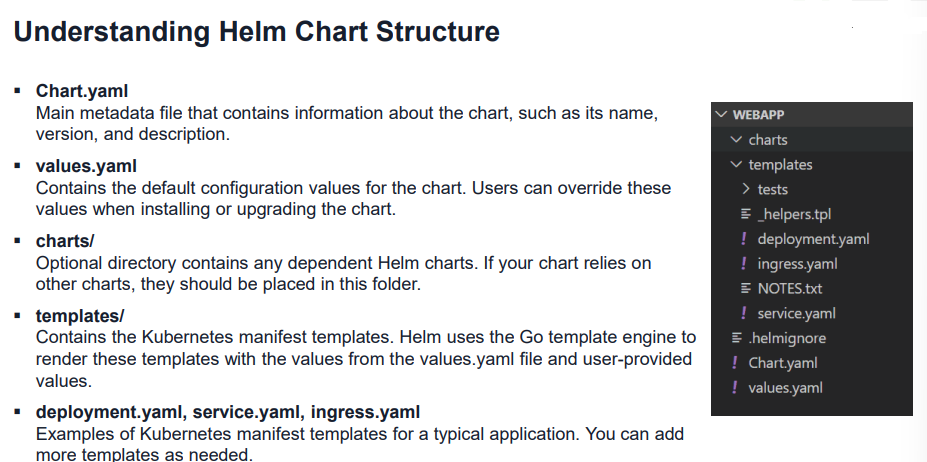 Understanding Helm Chart Structure
▪ Chart.yaml
Main metadata file that contains information about the chart, such as its name,
version, and description.
▪ values.yaml
Contains the default configuration values for the chart. Users can override these
values when installing or upgrading the chart.
▪ charts/
Optional directory contains any dependent Helm charts. If your chart relies on
other charts, they should be placed in this folder.
▪ templates/
Contains the Kubernetes manifest templates. Helm uses the Go template engine to
render these templates with the values from the values.yaml file and user-provided
values.
▪ deployment.yaml, service.yaml, ingress.yaml
Examples of Kubernetes manifest templates for a typical application. You can add
more templates as needed.
WEBAPP
charts
templates
tests
_helpers.tpl
! deployment.yaml
! ingress.yaml
NOTES.txt
! service.yaml
.helmignore
! Chart.yaml
! values.yaml